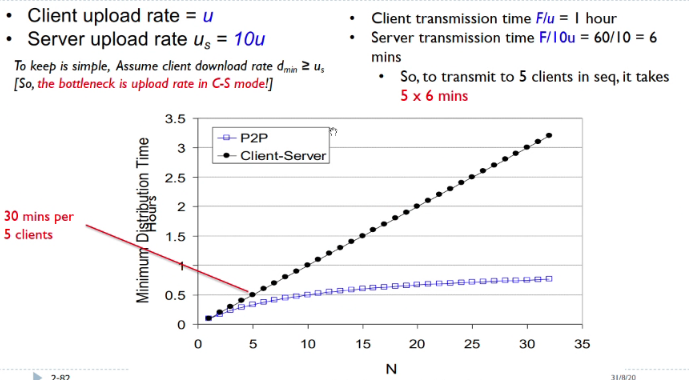 • Client upload rate = u
• Server upload rate us = 10u
To keep is simple, Assume client download rate dmin ≥ us
[So, the bottleneck is upload rate in C-S mode!]
• Client transmission time F/u = 1 hour
• Server transmission time F/10u = 60/10 = 6
mins
• So, to transmit to 5 clients in seq, it takes
5 x 6 mins
30 mins per
5 clients
Minimum Distribution Time
Hours
3.5
3
2.5
2
1.5
1
0.5
0
P2P
Client-Server
0 5 10 15 20 25 30 35
N
2-82
31/8/20